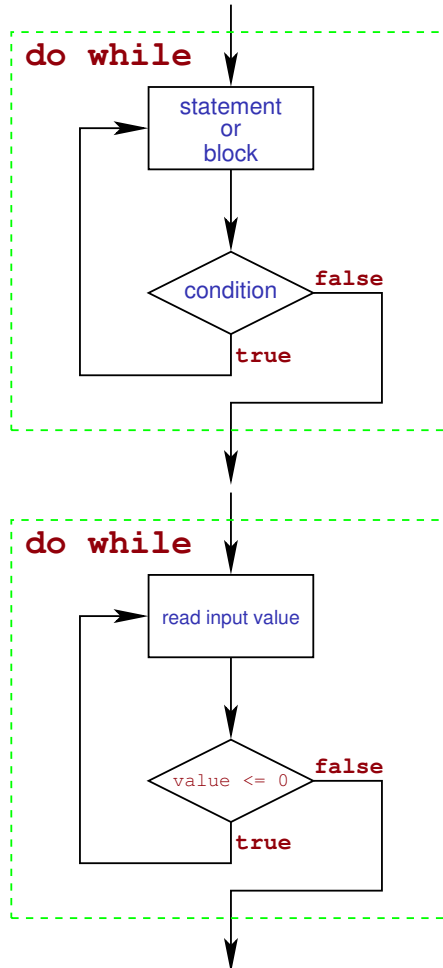 do while
statement
or
block
condition
false
true
do while
read input value
value <= 0
false
true